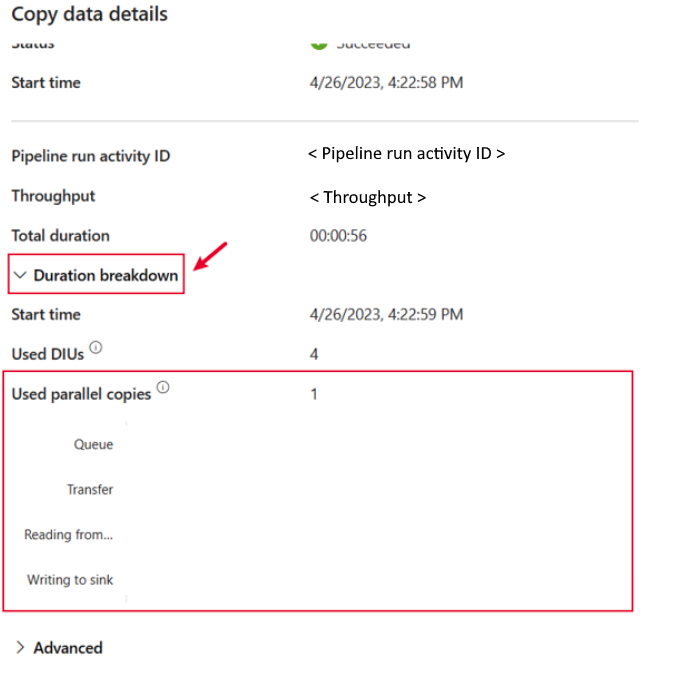 Copy data details
Status Succeeded
Start time 4/26/2023, 4:22:58 PM
Pipeline run activity ID < Pipeline run activity ID >
Throughput < Throughput >
Total duration 00:00:56
Duration breakdown
Start time 4/26/2023, 4:22:59 PM
Used DIUs 4
Used parallel copies 1
Queue
Transfer
Reading from...
Writing to sink
Advanced